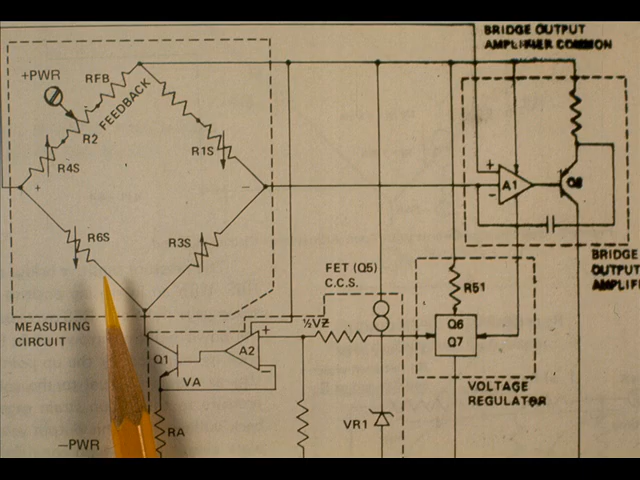 BRIDGE OUTPUT
AMPLIFIER COMMON
+PWR
RFB
FEEDBACK
R2
R4S
R1S
+
−
+
−
A1
Q8
R6S
R3S
FET (Q5)
C.C.S.
R51
BRIDGE
OUTPUT
AMPLIFI
MEASURING
CIRCUIT
½VZ
+
−
Q6
Q7
Q1
A2
VA
VOLTAGE
REGULATOR
VR1
RA
−PWR